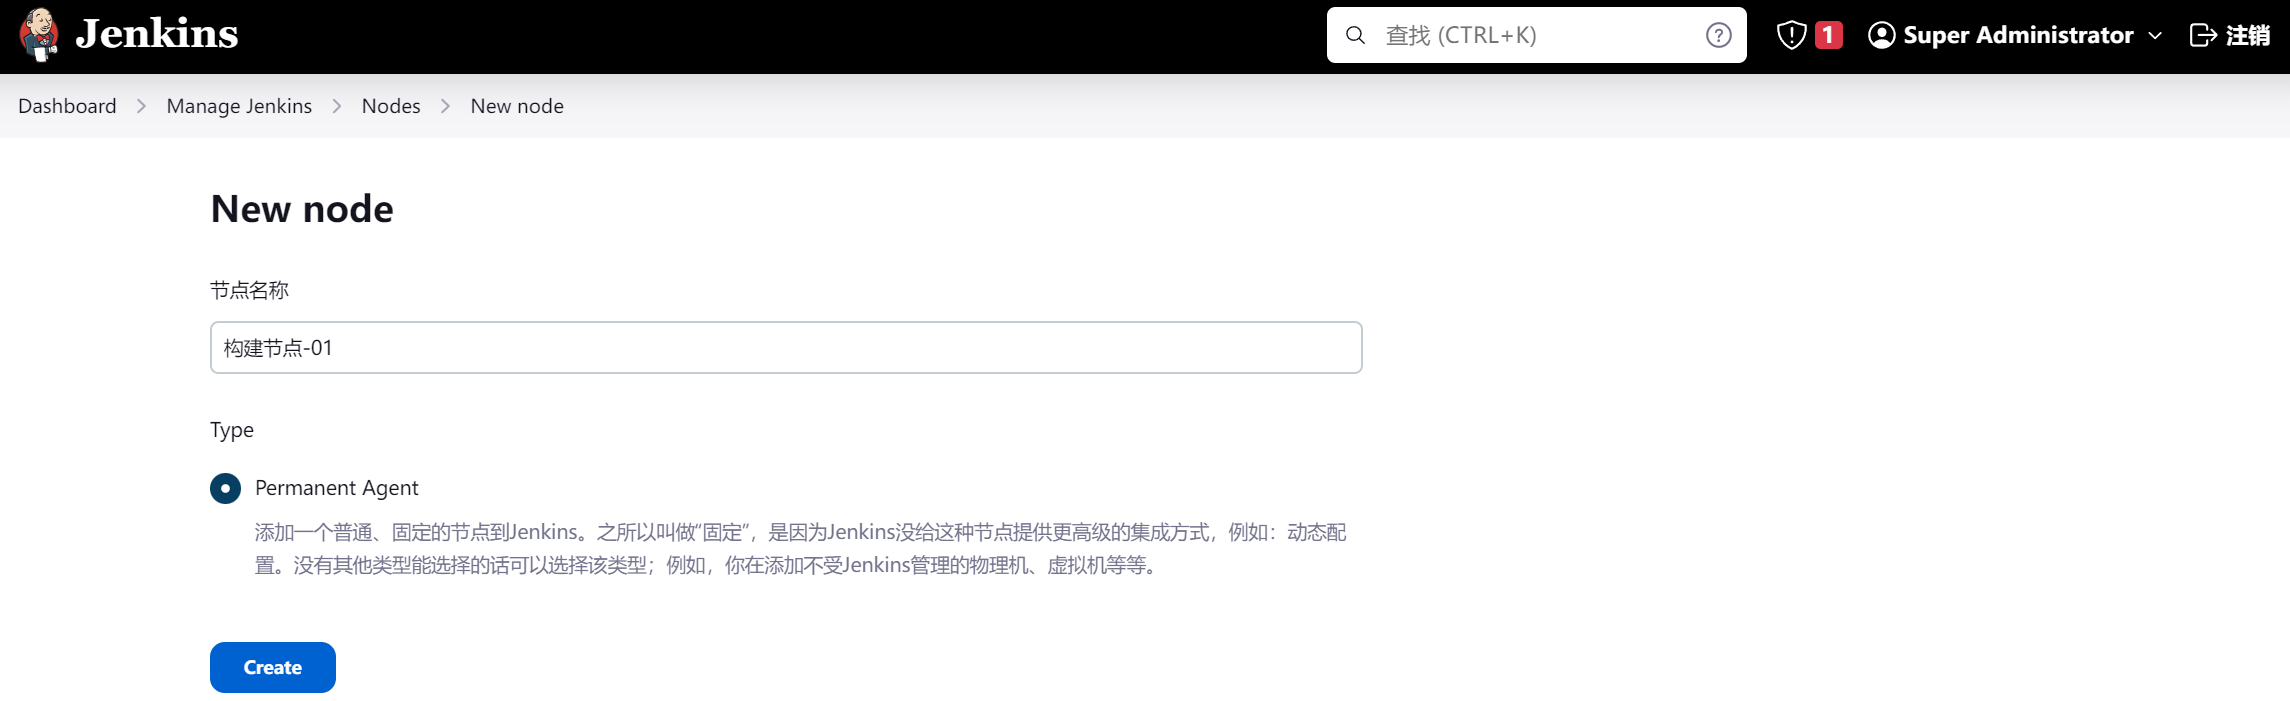 Jenkins
查找 (CTRL+K)
1
Super Administrator
注销
Dashboard
Manage Jenkins
Nodes
New node
New node
节点名称
构建节点-01
Type
Permanent Agent
添加一个普通、固定的节点到Jenkins。之所以叫做“固定”，是因为Jenkins没给这种节点提供更高级的集成方式，例如：动态配
置。没有其他类型能选择的话可以选择该类型；例如，你在添加不受Jenkins管理的物理机、虚拟机等等。
Create